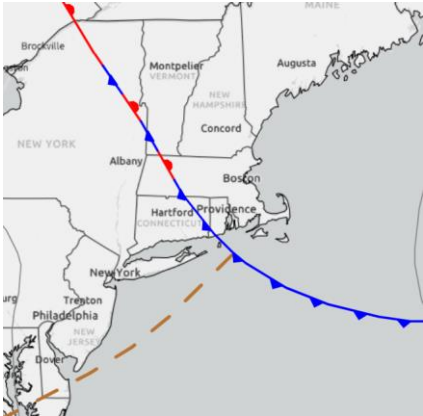 MAINE
Brockville
Montpelier
VERMONT
Augusta
NEW
HAMPSHIRE
Concord
NEW YORK
Albany
Boston
Hartford
Providence
CONNECTICUT
New York
Trenton
Philadelphia
NEW
JERSEY
Dover